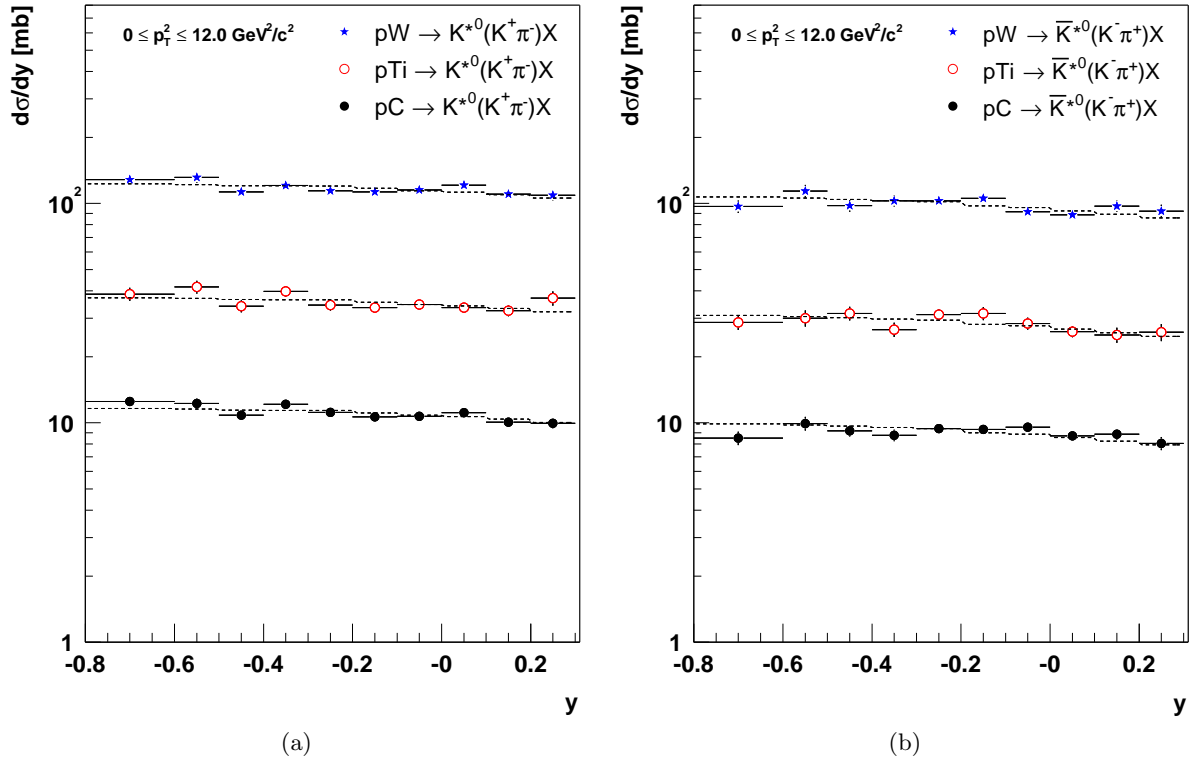 dσ/dy [mb]
0 ≤ p_T^2 ≤ 12.0 GeV^2/c^2
pW → K*^0(K^+π^-)X
pTi → K*^0(K^+π^-)X
pC → K*^0(K^+π^-)X
10^2
10
1
-0.8 -0.6 -0.4 -0.2 -0 0.2
y
(a)
dσ/dy [mb]
0 ≤ p_T^2 ≤ 12.0 GeV^2/c^2
pW → K̅*^0(K^-π^+)X
pTi → K̅*^0(K^-π^+)X
pC → K̅*^0(K^-π^+)X
10^2
10
1
-0.8 -0.6 -0.4 -0.2 -0 0.2
y
(b)